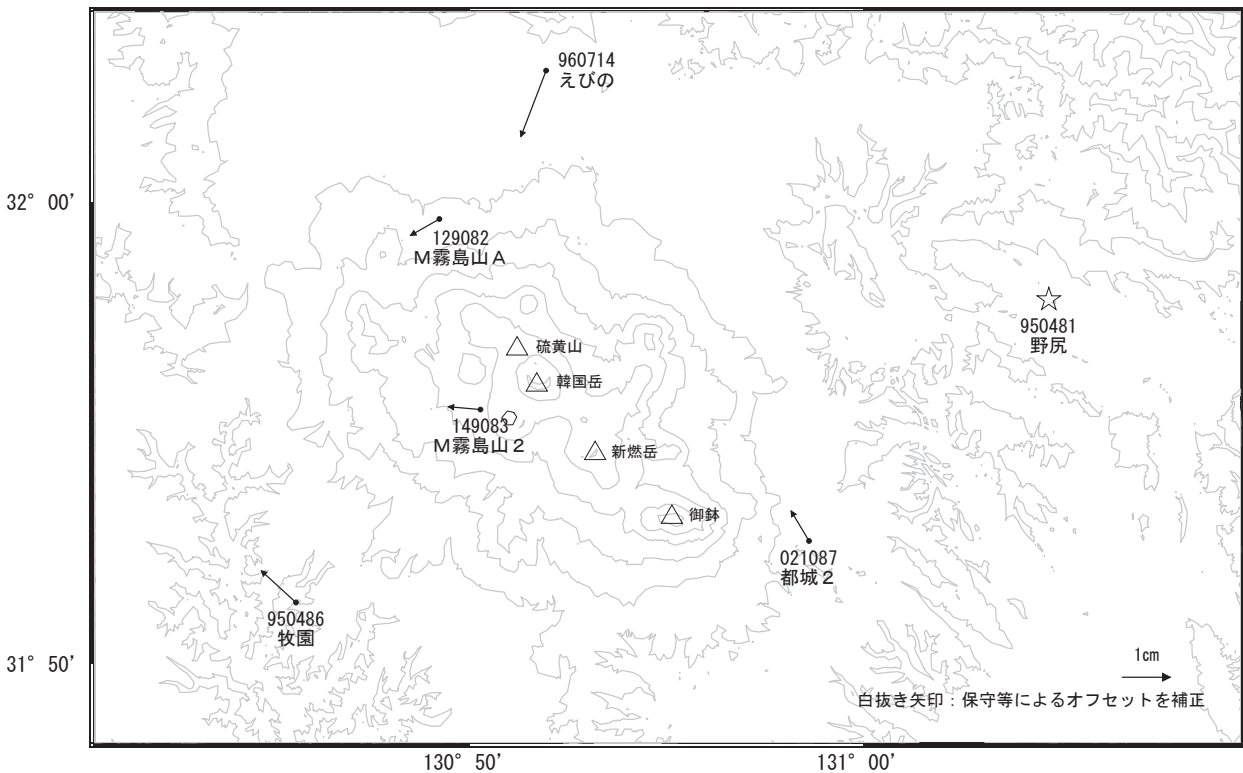 960714
えびの
32° 00′
129082
M霧島山A
950481
野尻
硫黄山
韓国岳
149083
M霧島山2
新燃岳
御鉢
021087
都城2
950486
牧園
31° 50′
1cm
白抜き矢印:保守等によるオフセットを補正
130° 50′
131° 00′